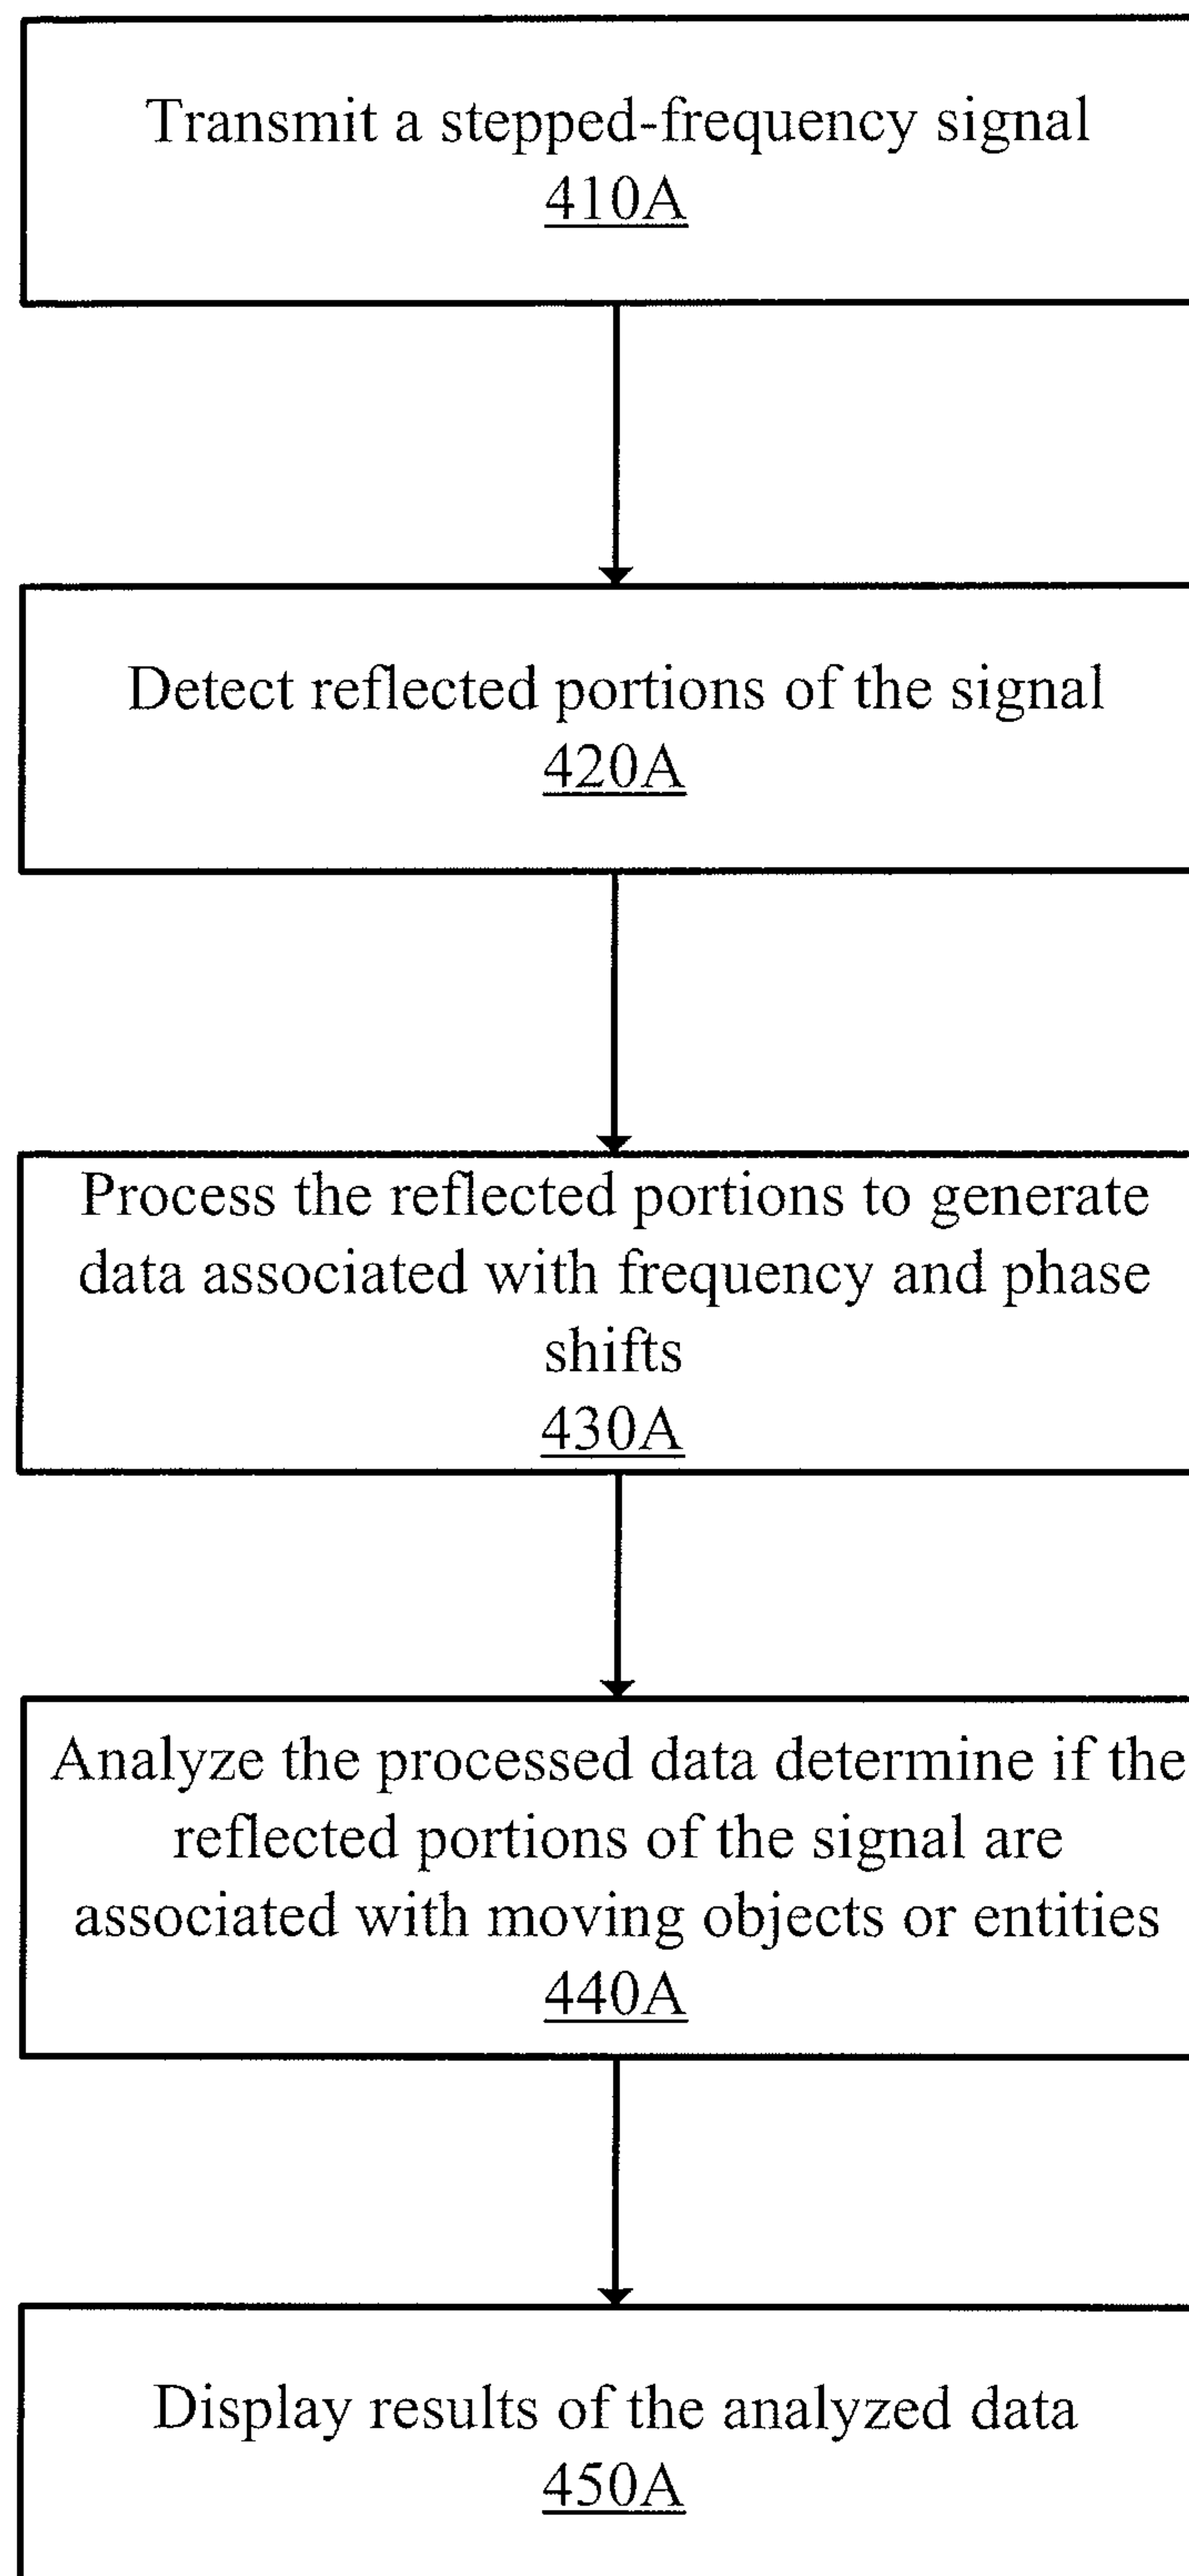 Transmit a stepped-frequency signal
410A
Detect reflected portions of the signal
420A
Process the reflected portions to generate
data associated with frequency and phase
shifts
430A
Analyze the processed data determine if the
reflected portions of the signal are
associated with moving objects or entities
440A
Display results of the analyzed data
450A